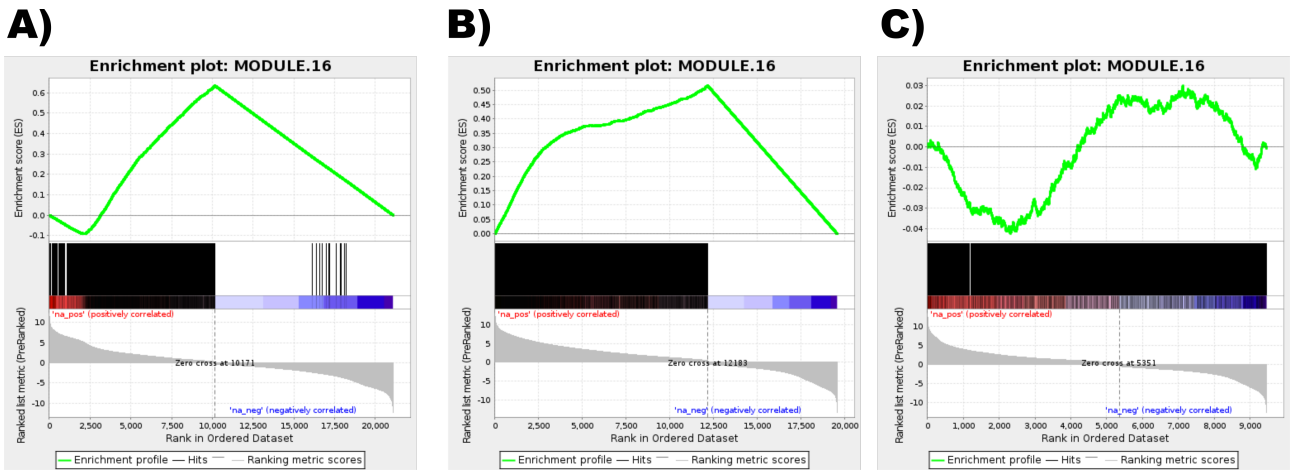 A)
Enrichment plot: MODULE.16
Enrichment score (ES)
0.6
0.5
0.4
0.3
0.2
0.1
0.0
-0.1
'na_pos' (positively correlated)
Ranked list metric (PreRanked)
10
5
0
-5
-10
Zero cross at 10171
'na_neg' (negatively correlated)
0 2,500 5,000 7,500 10,000 12,500 15,000 17,500 20,000
Rank in Ordered Dataset
Enrichment profile Hits Ranking metric scores
B)
Enrichment plot: MODULE.16
Enrichment score (ES)
0.50
0.45
0.40
0.35
0.30
0.25
0.20
0.15
0.10
0.05
0.00
'na_pos' (positively correlated)
Ranked list metric (PreRanked)
10
5
0
-5
-10
Zero cross at 12183
'na_neg' (negatively correlated)
0 2,500 5,000 7,500 10,000 12,500 15,000 17,500 20,000
Rank in Ordered Dataset
Enrichment profile Hits Ranking metric scores
C)
Enrichment plot: MODULE.16
Enrichment score (ES)
0.03
0.02
0.01
0.00
-0.01
-0.02
-0.03
-0.04
'na_pos' (positively correlated)
Ranked list metric (PreRanked)
10
5
0
-5
-10
Zero cross at 5351
'na_neg' (negatively correlated)
0 1,000 2,000 3,000 4,000 5,000 6,000 7,000 8,000 9,000
Rank in Ordered Dataset
Enrichment profile Hits Ranking metric scores